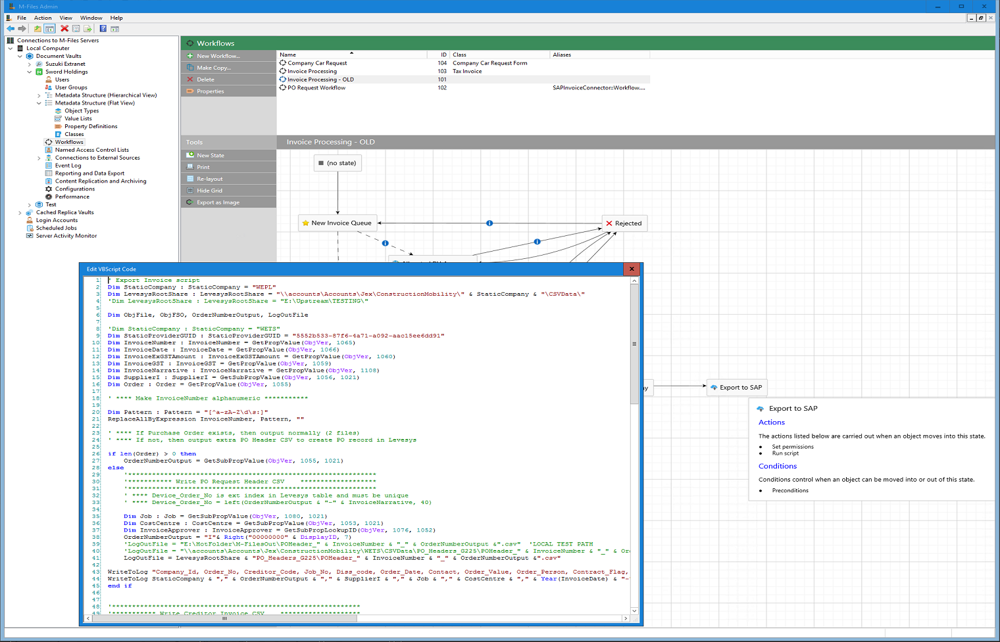 M-Files Admin
File Action View Window Help
Connections to M-Files Servers
Local Computer
Document Vaults
Suzuki Extranet
Sword Holdings
Users
User Groups
Metadata Structure (Hierarchical View)
Metadata Structure (Flat View)
Object Types
Value Lists
Property Definitions
Classes
Workflows
Named Access Control Lists
Connections to External Sources
Event Log
Reporting and Data Export
Content Replication and Archiving
Configurations
Performance
Test
Cached Replica Vaults
Login Accounts
Scheduled Jobs
Server Activity Monitor
Workflows
New Workflow...
Make Copy...
Delete
Properties
Name ID Class Aliases
Company Car Request 104 Company Car Request Form
Invoice Processing 103 Tax Invoice
Invoice Processing - OLD 101
PO Request Workflow 102 SAPInvoiceConnector::Workflow....
Tools
New State
Print
Re-layout
Hide Grid
Export as Image
Invoice Processing - OLD
(no state)
New Invoice Queue
Rejected
Export to SAP
Export to SAP
Actions
The actions listed below are carried out when an object moves into this state.
• Set permissions
• Run script
Conditions
Conditions control when an object can be moved into or out of this state.
• Preconditions
Edit VBScript Code
1 ' Export Invoice script
2 Dim StaticCompany : StaticCompany = "WEPL"
3 Dim LevesysRootShare : LevesysRootShare = "\\accounts\Accounts\Jex\ConstructionMobility\" & StaticCompany & "\CSVData\"
4 'Dim LevesysRootShare : LevesysRootShare = "E:\Upstream\TESTING\"
5
6 Dim ObjFile, ObjFSO, OrderNumberOutput, LogOutFile
7
8 'Dim StaticCompany : StaticCompany = "WETS"
9 Dim StaticProviderGUID : StaticProviderGUID = "5552b533-87f6-4a71-a092-aac15ee6dd91"
10 Dim InvoiceNumber : InvoiceNumber = GetPropValue(ObjVer, 1065)
11 Dim InvoiceDate : InvoiceDate = GetPropValue(ObjVer, 1066)
12 Dim InvoiceExGSTAmount : InvoiceExGSTAmount = GetPropValue(ObjVer, 1060)
13 Dim InvoiceGST : InvoiceGST = GetPropValue(ObjVer, 1059)
14 Dim InvoiceNarrative : InvoiceNarrative = GetPropValue(ObjVer, 1108)
15 Dim SupplierI : SupplierI = GetSubPropValue(ObjVer, 1056, 1021)
16 Dim Order : Order = GetPropValue(ObjVer, 1055)
17
18 ' **** Make InvoiceNumber alphanumeric ***********
19
20 Dim Pattern : Pattern = "[^a-zA-Z\d\s:]"
21 ReplaceAllByExpression InvoiceNumber, Pattern, ""
22
23 ' **** If Purchase Order exists, then output normally (2 files)
24 ' **** If not, then output extra PO Header CSV to create PO record in Levesys
25
26 if len(Order) > 0 then
27 OrderNumberOutput = GetSubPropValue(ObjVer, 1055, 1021)
28 else
29 '**************************************************************
30 '*********** Write PO Request Header CSV *******************
31 '**************************************************************
32 ' **** Device_Order_No is ext index in Levesys table and must be unique
33 ' **** Device_Order_No = left(OrderNumberOutput & "-" & InvoiceNarrative, 40)
34
35 Dim Job : Job = GetSubPropValue(ObjVer, 1080, 1021)
36 Dim CostCentre : CostCentre = GetSubPropValue(ObjVer, 1053, 1021)
37 Dim InvoiceApprover : InvoiceApprover = GetSubPropLookupID(ObjVer, 1076, 1052)
38 OrderNumberOutput = "I"& Right("00000000" & DisplayID, 7)
39 'LogOutFile = "E:\HotFolder\M-FilesOut\POHeader_" & InvoiceNumber & "_" & OrderNumberOutput &".csv" 'LOCAL TEST PATH
40 'LogOutFile = "\\accounts\Accounts\Jex\ConstructionMobility\WETS\CSVData\PO_Headers_G225\POHeader_" & InvoiceNumber & "_" & Or
41 LogOutFile = LevesysRootShare & "PO_Headers_G225\POHeader_" & InvoiceNumber & "_" & OrderNumberOutput &".csv"
42
43 WriteToLog "Company_Id, Order_No, Creditor_Code, Job_No, Diss_code, Order_Date, Contact, Order_Value, Order_Person, Contract_Flag,
44 WriteToLog StaticCompany & "," & OrderNumberOutput & "," & SupplierI & "," & Job & "," & CostCentre & "," & Year(InvoiceDate) & "-
45 end if
46
47
48 '**************************************************************
49 '************ Write Creditor Invoice CSV ********************